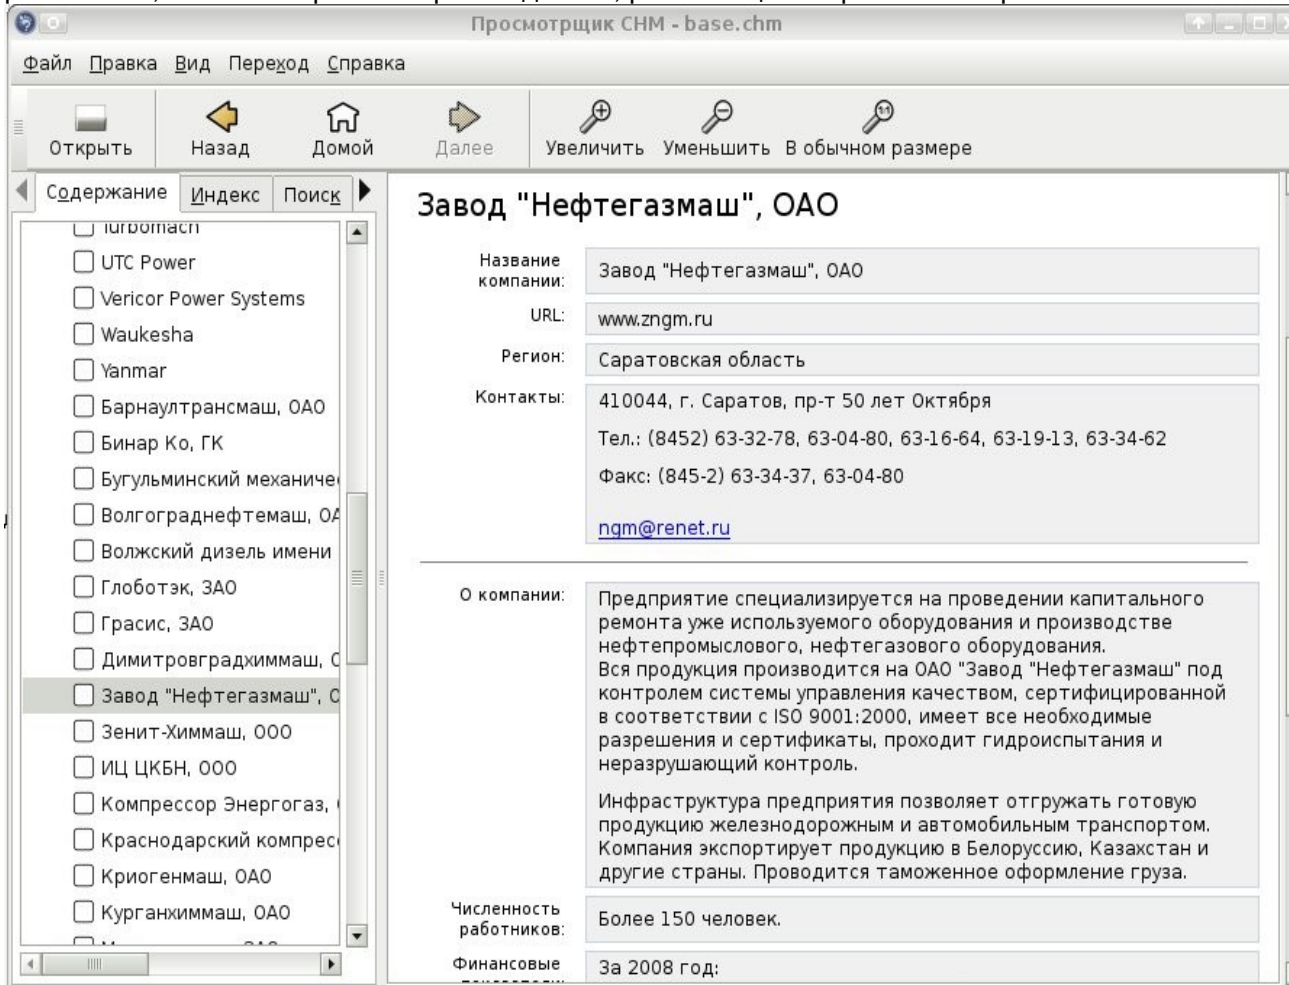 Просмотрщик CHM - base.chm
Файл Правка Вид Переход Справка
Открыть Назад Домой Далее Увеличить Уменьшить В обычном размере
Содержание Индекс Поиск
Turbomach
UTC Power
Vericor Power Systems
Waukesha
Yanmar
Барнаултрансмаш, ОАО
Бинар Ко, ГК
Бугульминский механиче
Волгограднефтемаш, ОА
Волжский дизель имени
Глоботэк, ЗАО
Грасис, ЗАО
Димитровградхиммаш, О
Завод "Нефтегазмаш", О
Зенит-Химмаш, ООО
ИЦ ЦКБН, ООО
Компрессор Энергогаз,
Краснодарский компресс
Криогенмаш, ОАО
Курганхиммаш, ОАО
Завод "Нефтегазмаш", ОАО
Название
компании:
Завод "Нефтегазмаш", ОАО
URL:
www.zngm.ru
Регион:
Саратовская область
Контакты:
410044, г. Саратов, пр-т 50 лет Октября
Тел.: (8452) 63-32-78, 63-04-80, 63-16-64, 63-19-13, 63-34-62
Факс: (845-2) 63-34-37, 63-04-80
ngm@renet.ru
О компании:
Предприятие специализируется на проведении капитального
ремонта уже используемого оборудования и производстве
нефтепромыслового, нефтегазового оборудования.
Вся продукция производится на ОАО "Завод "Нефтегазмаш" под
контролем системы управления качеством, сертифицированной
в соответствии с ISO 9001:2000, имеет все необходимые
разрешения и сертификаты, проходит гидроиспытания и
неразрушающий контроль.
Инфраструктура предприятия позволяет отгружать готовую
продукцию железнодорожным и автомобильным транспортом.
Компания экспортирует продукцию в Белоруссию, Казахстан и
другие страны. Проводится таможенное оформление груза.
Численность
работников:
Более 150 человек.
Финансовые
За 2008 год: